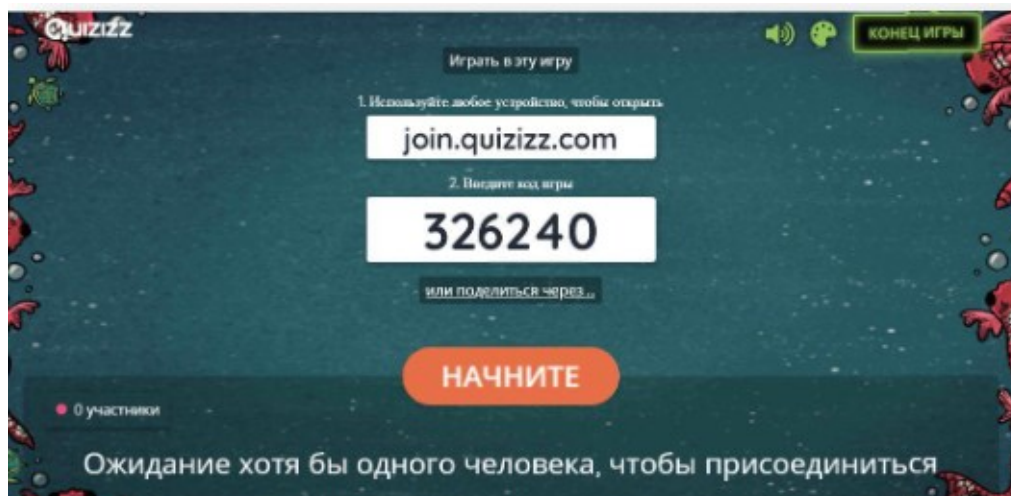 QUIZIZZ
КОНЕЦ ИГРЫ
Играть в эту игру
1. Используйте любое устройство, чтобы открыть
join.quizizz.com
2. Введите код игры
326240
или поделиться через ..
НАЧНИТЕ
0 участники
Ожидание хотя бы одного человека, чтобы присоединиться